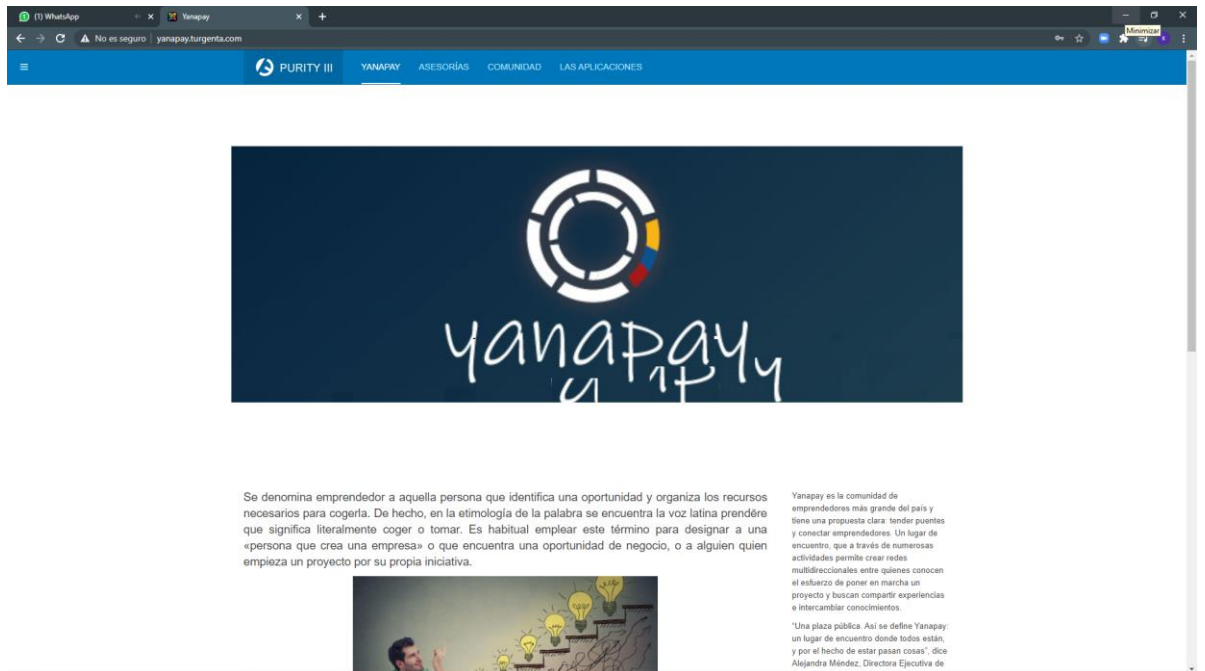 (1) WhatsApp
Yanapay
Minimizar
No es seguro
yanapay.turgenta.com
PURITY III
YANAPAY
ASESORÍAS
COMUNIDAD
LAS APLICACIONES
yanapay
Se denomina emprendedor a aquella persona que identifica una oportunidad y organiza los recursos
necesarios para cogerla. De hecho, en la etimología de la palabra se encuentra la voz latina prendĕre
que significa literalmente coger o tomar. Es habitual emplear este término para designar a una
«persona que crea una empresa» o que encuentra una oportunidad de negocio, o a alguien quien
empieza un proyecto por su propia iniciativa.
Yanapay es la comunidad de
emprendedores más grande del país y
tiene una propuesta clara: tender puentes
y conectar emprendedores. Un lugar de
encuentro, que a través de numerosas
actividades permite crear redes
multidireccionales entre quienes conocen
el esfuerzo de poner en marcha un
proyecto y buscan compartir experiencias
e intercambiar conocimientos.
"Una plaza pública. Así se define Yanapay:
un lugar de encuentro donde todos están,
y por el hecho de estar pasan cosas", dice
Alejandra Méndez, Directora Ejecutiva de